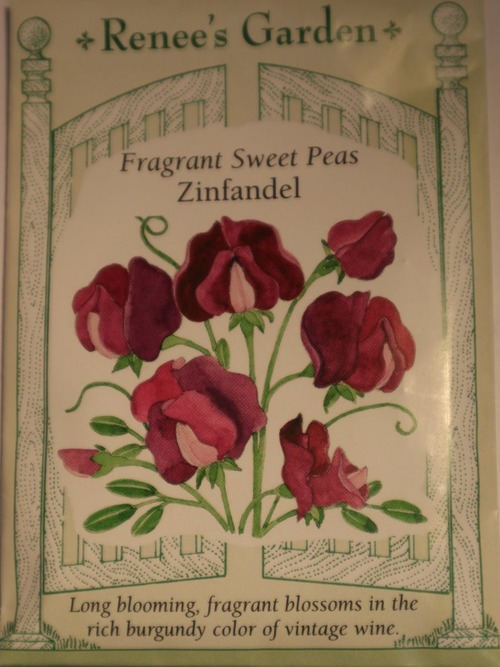 Renee's Garden
Fragrant Sweet Peas
Zinfandel
Long blooming, fragrant blossoms in the
rich burgundy color of vintage wine.